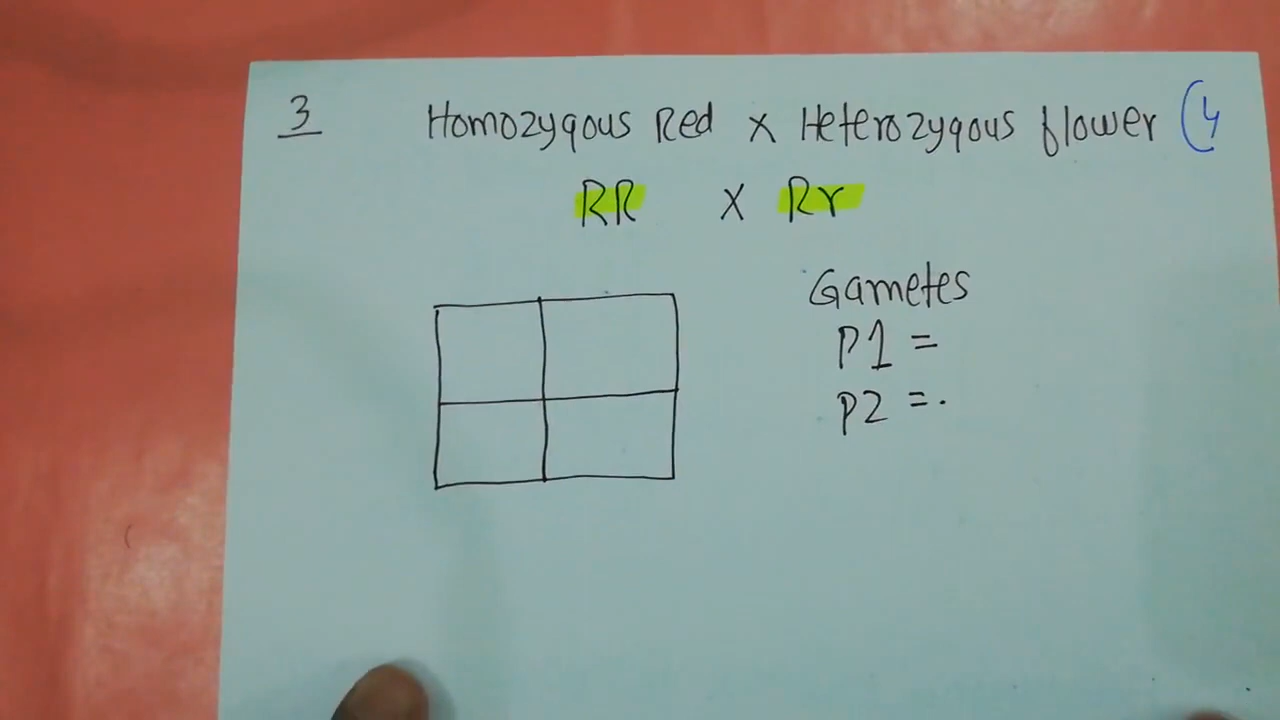 3 Homozygous Red x Heterozygous flower (4
RR x Rr
Gametes
P1 =
P2 =.